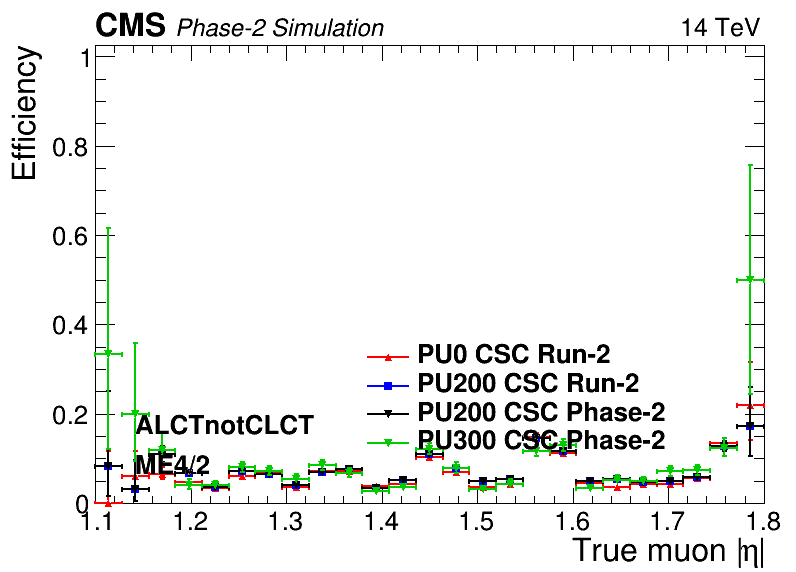 CMS Phase-2 Simulation 14 TeV
Efficiency
1
0.8
0.6
0.4
0.2
0
PU0 CSC Run-2
PU200 CSC Run-2
PU200 CSC Phase-2
PU300 CSC Phase-2
ALCTnotCLCT
ME4/2
1.1 1.2 1.3 1.4 1.5 1.6 1.7 1.8
True muon |η|